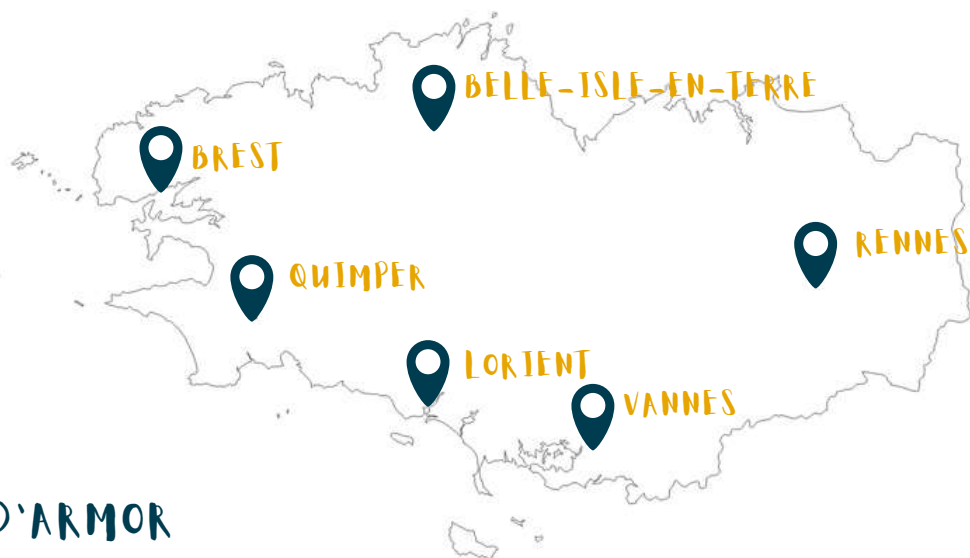 BELLE-ISLE-EN-TERRE
BREST
RENNES
QUIMPER
LORIENT
VANNES
D'ARMOR